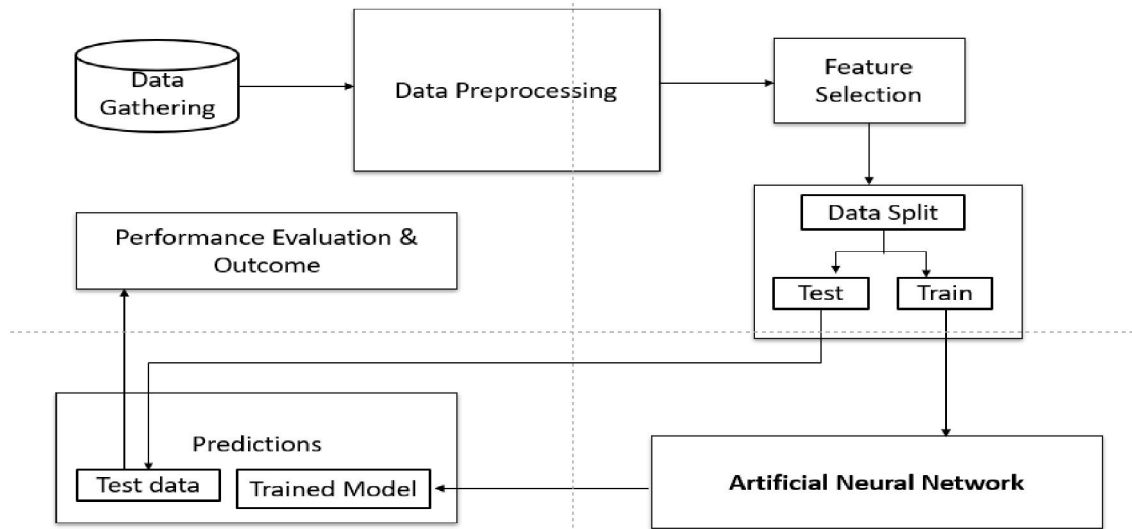 Data
Gathering
Data Preprocessing
Feature
Selection
Data Split
Test
Train
Performance Evaluation &
Outcome
Predictions
Test data
Trained Model
Artificial Neural Network